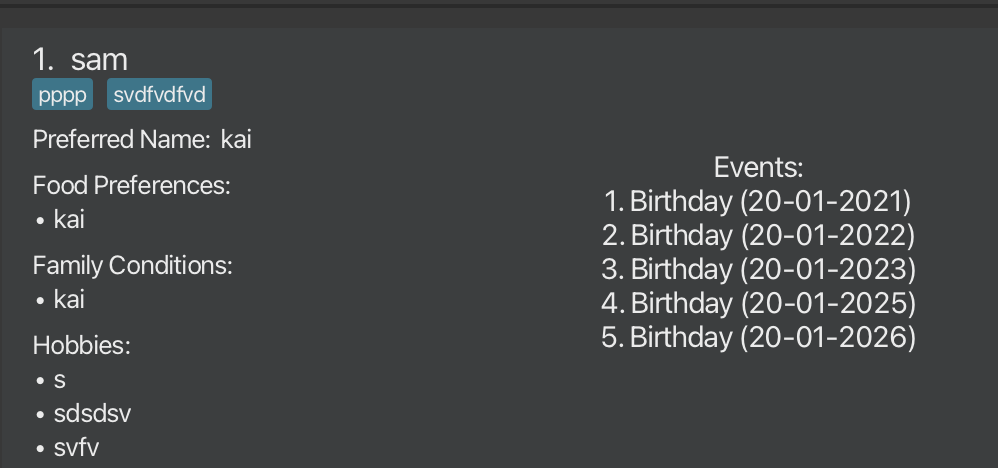 1. sam
pppp svdfvdfvd
Preferred Name: kai
Food Preferences:
• kai
Family Conditions:
• kai
Hobbies:
• s
• sdsdsv
• svfv
Events:
1. Birthday (20-01-2021)
2. Birthday (20-01-2022)
3. Birthday (20-01-2023)
4. Birthday (20-01-2025)
5. Birthday (20-01-2026)